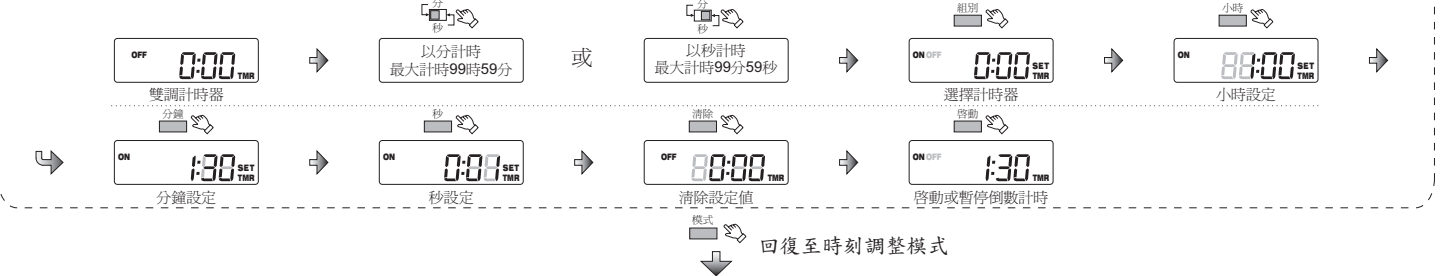 分 分 組別 小時
秒 秒
OFF 0:00 TMR 以分計時 或 以秒計時 ON OFF 0:00 SET TMR ON 88:00 SET TMR
最大計時99時59分 最大計時99分59秒
雙調計時器 選擇計時器 小時設定
分鐘 秒 清除 啓動
ON 1:30 SET TMR ON 0:01 SET TMR OFF 0:00 TMR ON OFF 1:30 TMR
分鐘設定 秒設定 清除設定值 啓動或暫停倒數計時
模式
回復至時刻調整模式